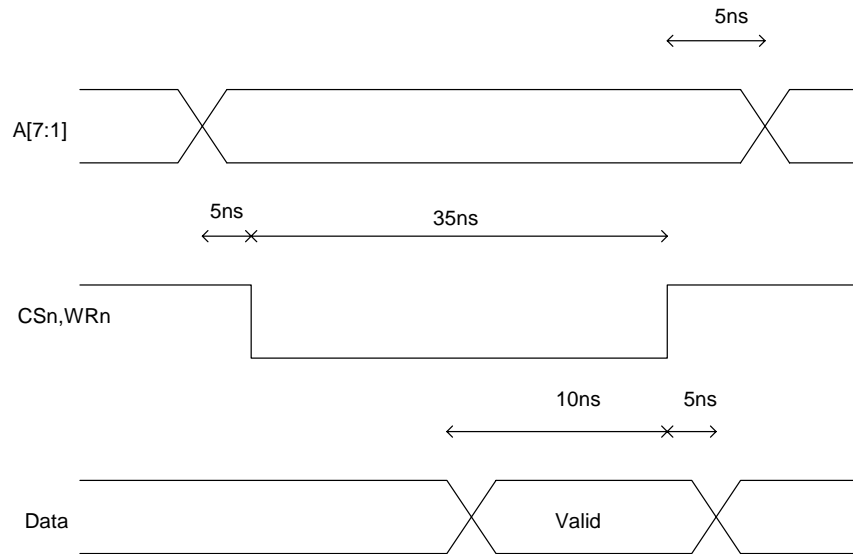 5ns
A[7:1]
5ns
35ns
CSn,WRn
10ns
5ns
Data
Valid